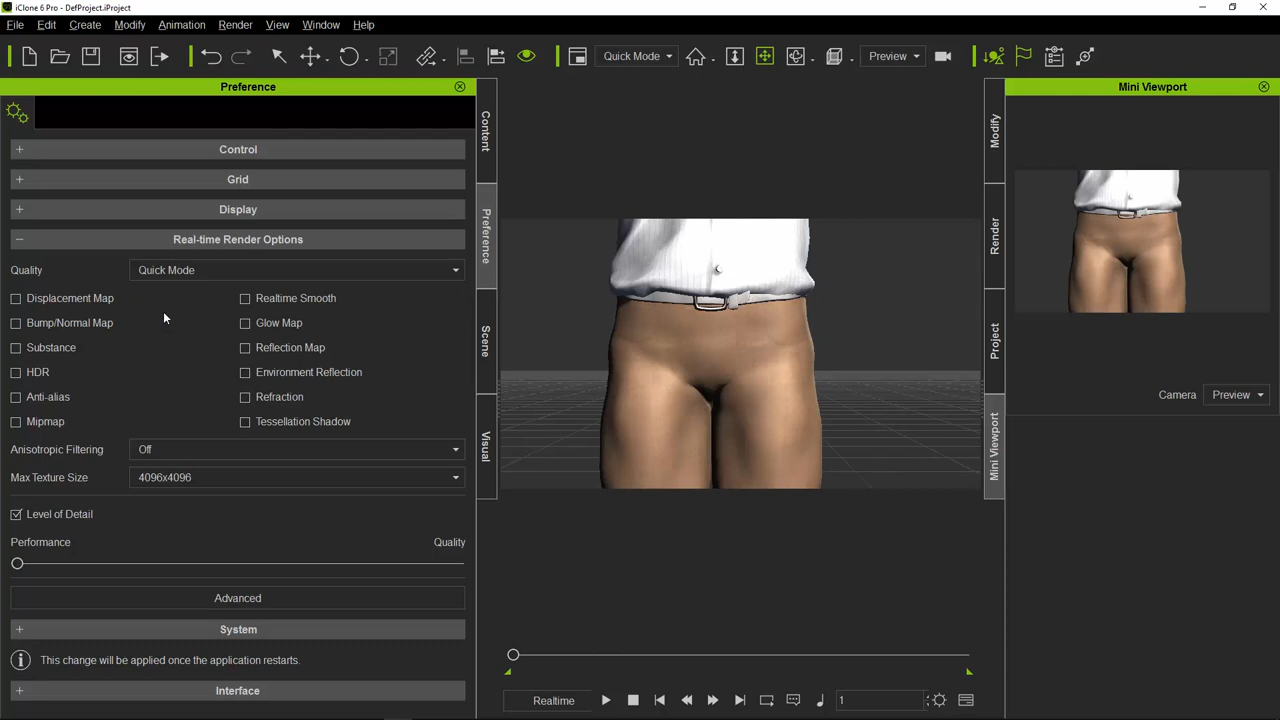 iClone 6 Pro - DefProject.iProject
File Edit Create Modify Animation Render View Window Help
Quick Mode Preview
Preference
Mini Viewport
Control
Grid
Display
Real-time Render Options
Quality Quick Mode
Displacement Map Realtime Smooth
Bump/Normal Map Glow Map
Substance Reflection Map
HDR Environment Reflection
Anti-alias Refraction
Mipmap Tessellation Shadow
Anisotropic Filtering Off
Max Texture Size 4096x4096
Level of Detail
Performance Quality
Advanced
System
This change will be applied once the application restarts.
Interface
Content
Preference
Scene
Visual
Realtime 1
Modify
Render
Project
Mini Viewport
Camera Preview